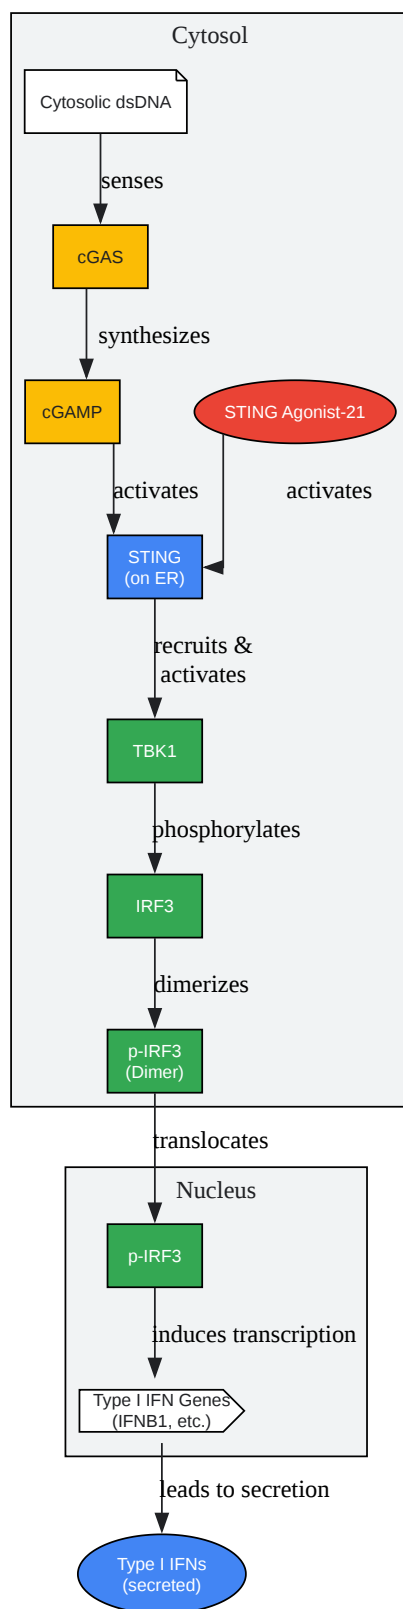 Cytosol
Cytosolic dsDNA
senses
cGAS
synthesizes
cGAMP
STING Agonist-21
activates
activates
STING
(on ER)
recruits &
activates
TBK1
phosphorylates
IRF3
dimerizes
p-IRF3
(Dimer)
translocates
Nucleus
p-IRF3
induces transcription
Type I IFN Genes
(IFNB1, etc.)
leads to secretion
Type I IFNs
(secreted)